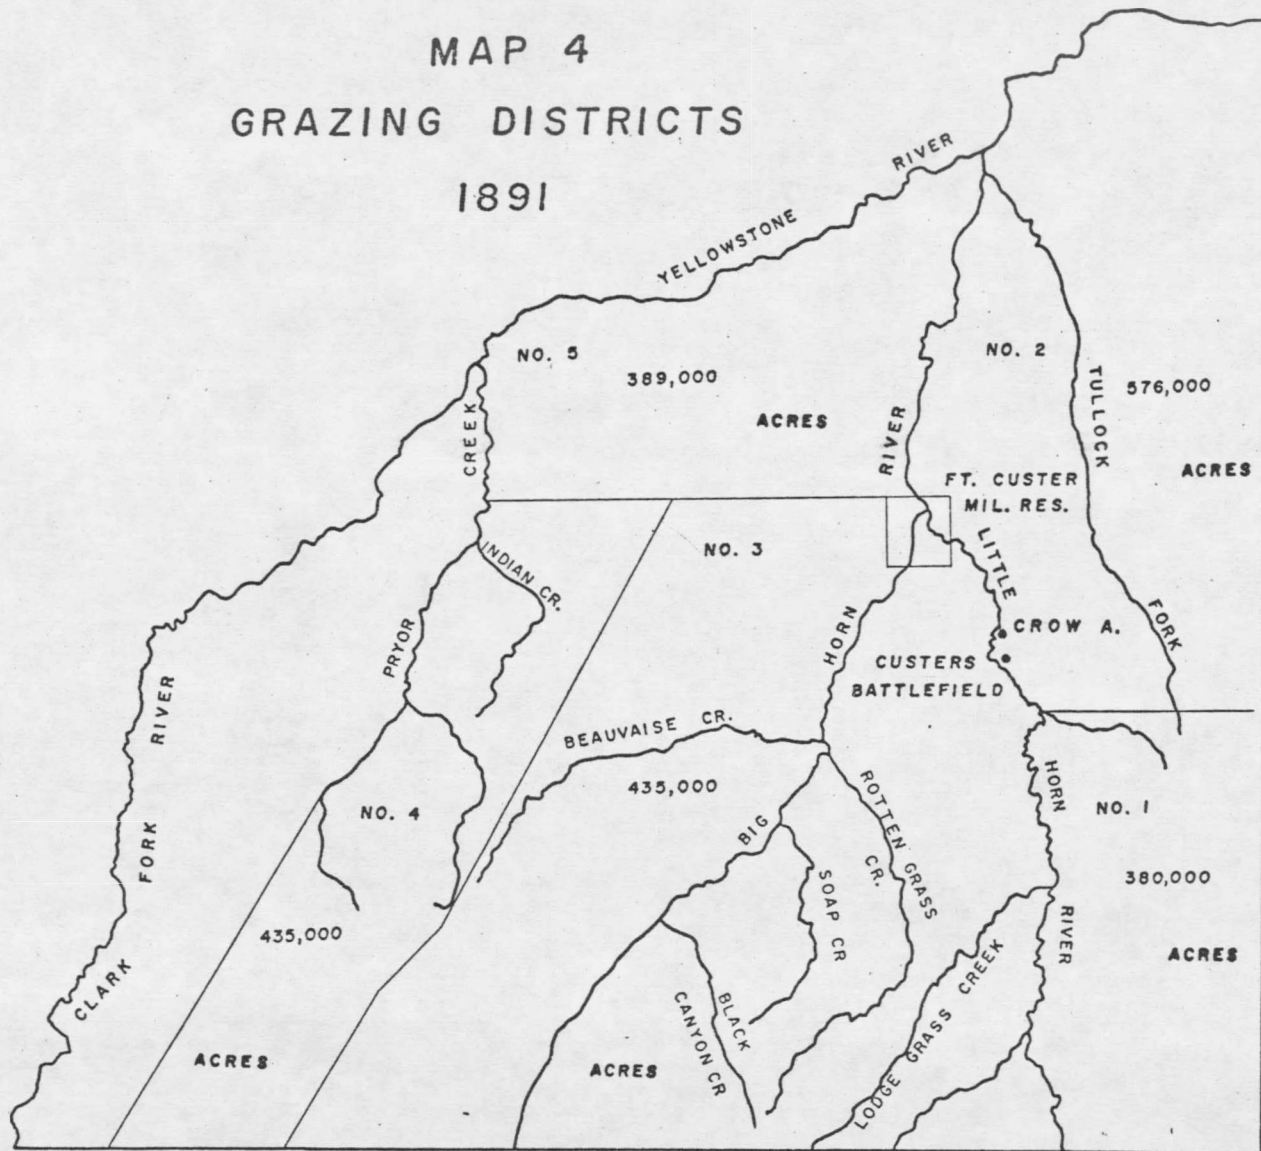 MAP 4
GRAZING DISTRICTS
1891
YELLOWSTONE RIVER
NO. 5
389,000
ACRES
NO. 2
TULLOCK FORK
576,000
ACRES
CREEK
PRYOR
INDIAN CR.
RIVER
HORN
BIG
FT. CUSTER
MIL. RES.
NO. 3
LITTLE
HORN
RIVER
CROW A.
CUSTERS
BATTLEFIELD
CLARK FORK RIVER
BEAUVAISE CR.
435,000
ACRES
NO. 4
435,000
ACRES
ROTTEN GRASS
CR.
SOAP CR
BLACK
CANYON CR
LODGE GRASS CREEK
NO. 1
380,000
ACRES